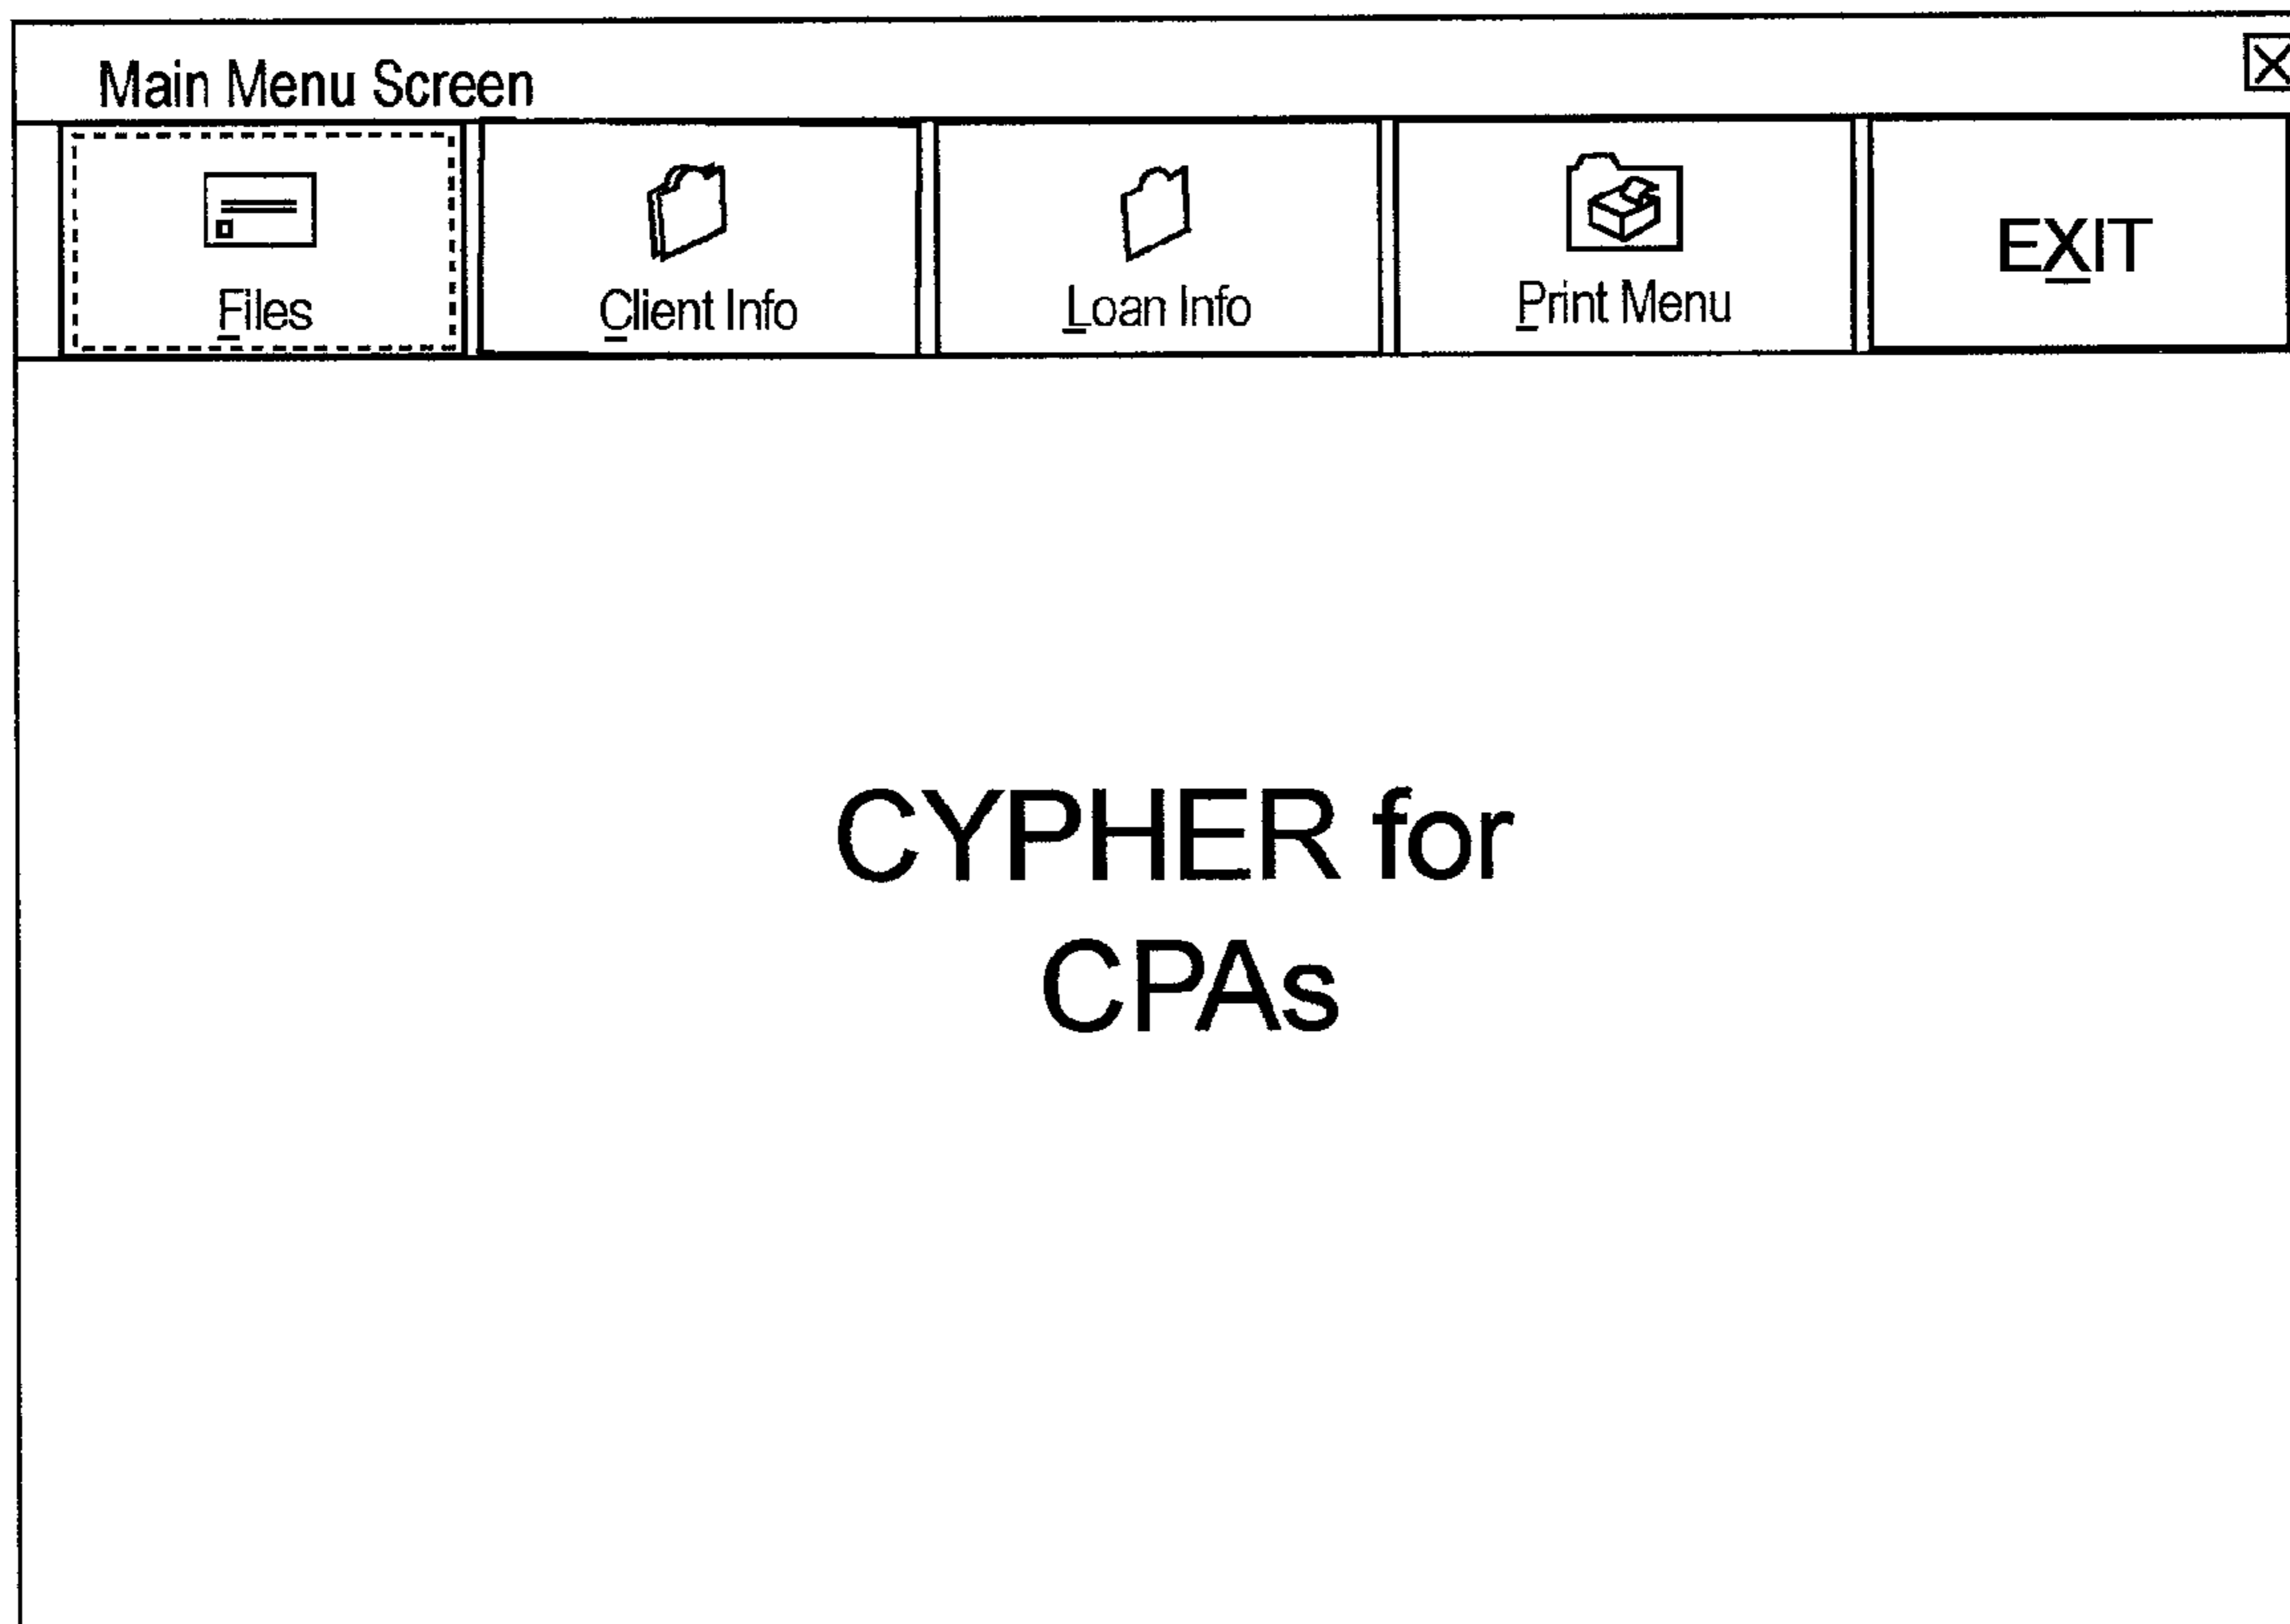 Main Menu Screen
Files
Client Info
Loan Info
Print Menu
EXIT
CYPHER for
CPAs